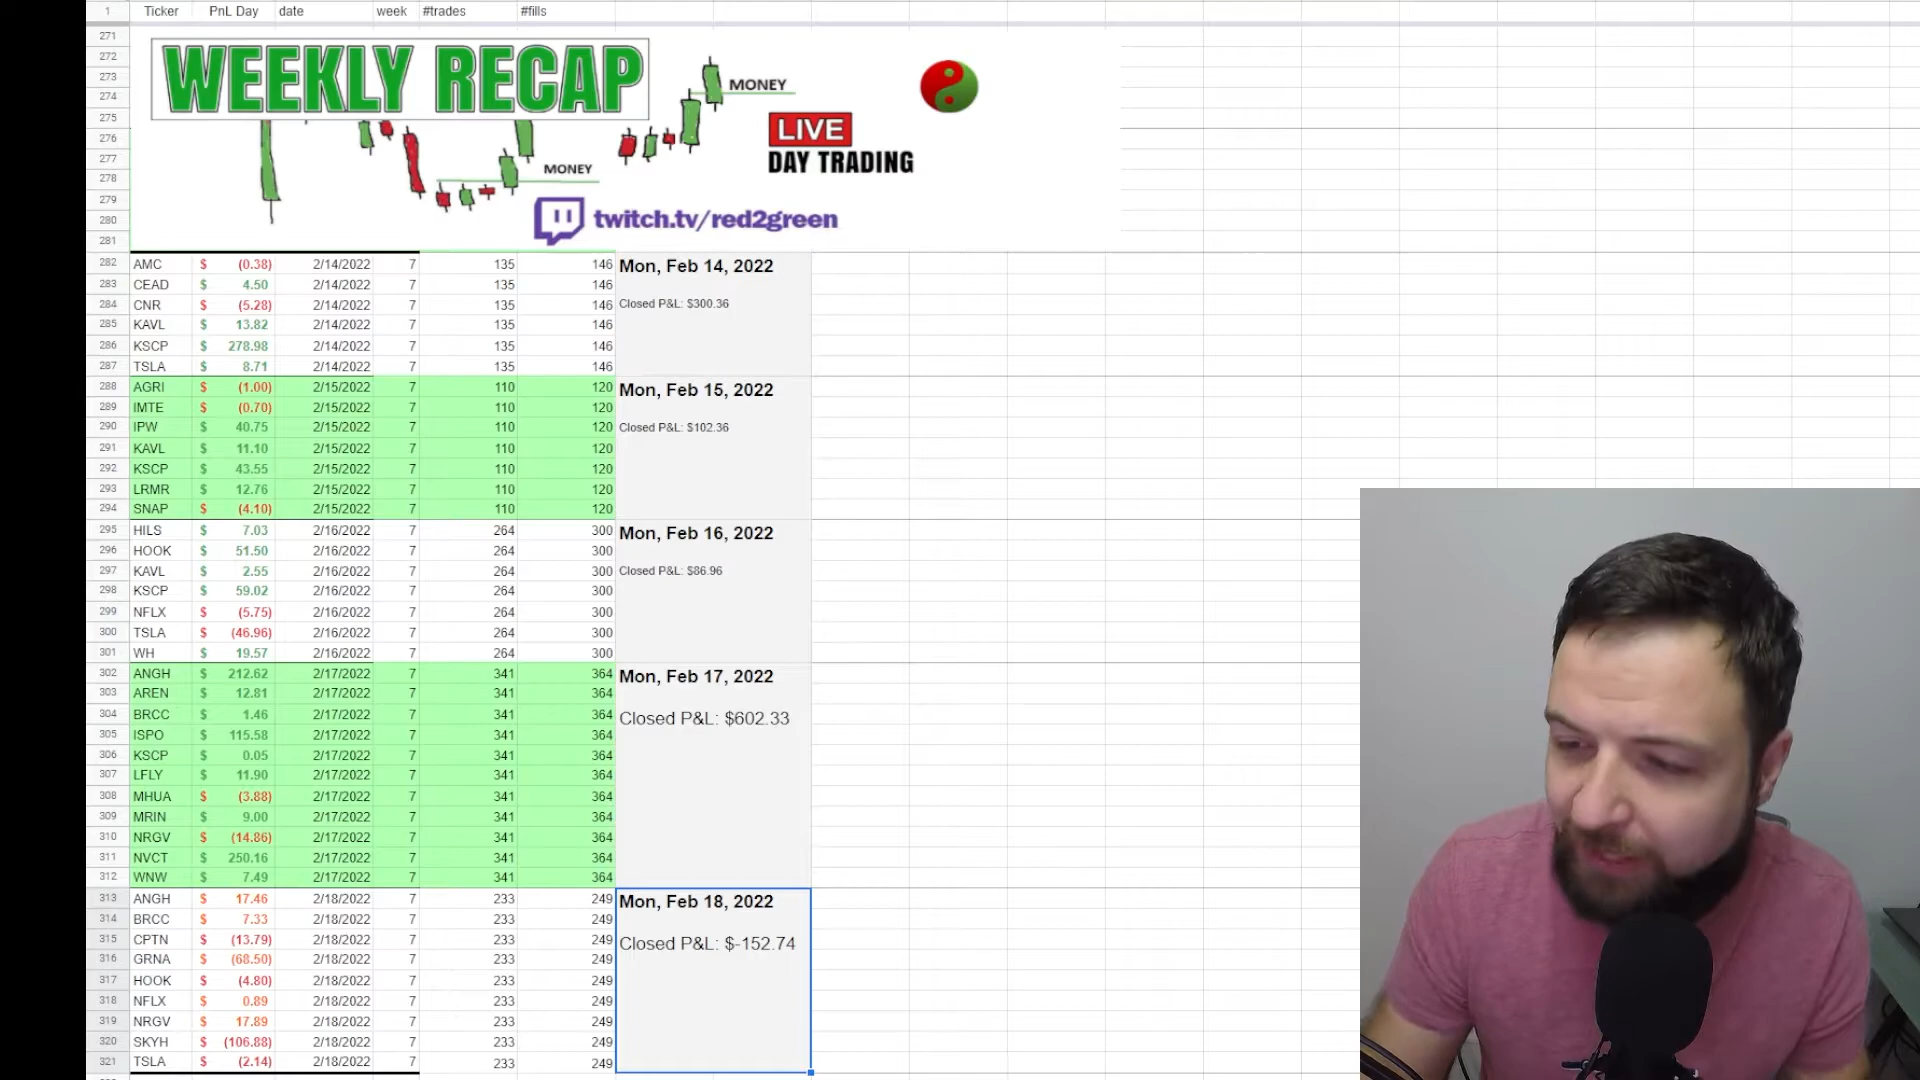 1 Ticker PnL Day date week #trades #fills
271
272
273
274
275
276
277
278
279
280
281
WEEKLY RECAP
MONEY
LIVE
DAY TRADING
MONEY
twitch.tv/red2green
282 AMC $ (0.38) 2/14/2022 7 135 146 Mon, Feb 14, 2022
283 CEAD $ 4.50 2/14/2022 7 135 146
284 CNR $ (5.28) 2/14/2022 7 135 146 Closed P&L: $300.36
285 KAVL $ 13.82 2/14/2022 7 135 146
286 KSCP $ 278.98 2/14/2022 7 135 146
287 TSLA $ 8.71 2/14/2022 7 135 146
288 AGRI $ (1.00) 2/15/2022 7 110 120 Mon, Feb 15, 2022
289 IMTE $ (0.70) 2/15/2022 7 110 120
290 IPW $ 40.75 2/15/2022 7 110 120 Closed P&L: $102.36
291 KAVL $ 11.10 2/15/2022 7 110 120
292 KSCP $ 43.55 2/15/2022 7 110 120
293 LRMR $ 12.76 2/15/2022 7 110 120
294 SNAP $ (4.10) 2/15/2022 7 110 120
295 HILS $ 7.03 2/16/2022 7 264 300 Mon, Feb 16, 2022
296 HOOK $ 51.50 2/16/2022 7 264 300
297 KAVL $ 2.55 2/16/2022 7 264 300 Closed P&L: $86.96
298 KSCP $ 59.02 2/16/2022 7 264 300
299 NFLX $ (5.75) 2/16/2022 7 264 300
300 TSLA $ (46.96) 2/16/2022 7 264 300
301 WH $ 19.57 2/16/2022 7 264 300
302 ANGH $ 212.62 2/17/2022 7 341 364 Mon, Feb 17, 2022
303 AREN $ 12.81 2/17/2022 7 341 364
304 BRCC $ 1.46 2/17/2022 7 341 364 Closed P&L: $602.33
305 ISPO $ 115.58 2/17/2022 7 341 364
306 KSCP $ 0.05 2/17/2022 7 341 364
307 LFLY $ 11.90 2/17/2022 7 341 364
308 MHUA $ (3.88) 2/17/2022 7 341 364
309 MRIN $ 9.00 2/17/2022 7 341 364
310 NRGV $ (14.86) 2/17/2022 7 341 364
311 NVCT $ 250.16 2/17/2022 7 341 364
312 WNW $ 7.49 2/17/2022 7 341 364
313 ANGH $ 17.46 2/18/2022 7 233 249 Mon, Feb 18, 2022
314 BRCC $ 7.33 2/18/2022 7 233 249
315 CPTN $ (13.79) 2/18/2022 7 233 249 Closed P&L: $-152.74
316 GRNA $ (68.50) 2/18/2022 7 233 249
317 HOOK $ (4.80) 2/18/2022 7 233 249
318 NFLX $ 0.89 2/18/2022 7 233 249
319 NRGV $ 17.89 2/18/2022 7 233 249
320 SKYH $ (106.88) 2/18/2022 7 233 249
321 TSLA $ (2.14) 2/18/2022 7 233 249